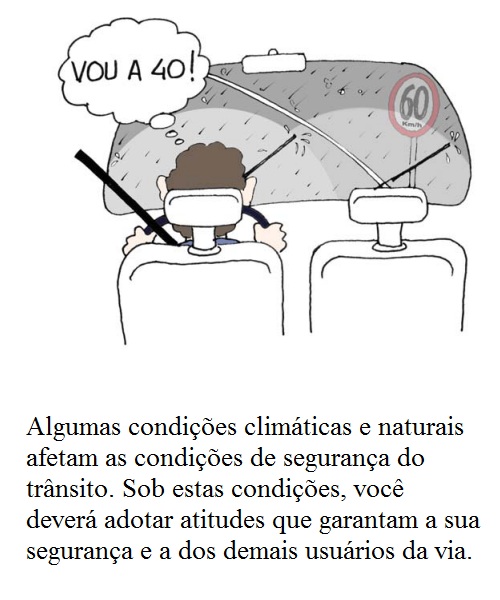 VOU A 40!
60
Km/h
Algumas condições climáticas e naturais
afetam as condições de segurança do
trânsito. Sob estas condições, você
deverá adotar atitudes que garantam a sua
segurança e a dos demais usuários da via.